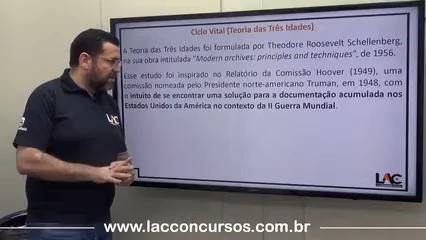 Ciclo Vital (Teoria das Três Idades)
A Teoria das Três Idades foi formulada por Theodore Roosevelt Schellenberg,
na sua obra intitulada "Modern archives: principles and techniques", de 1956.
Esse estudo foi inspirado no Relatório da Comissão Hoover (1949), uma
comissão nomeada pelo Presidente norte-americano Truman, em 1948, com
o intuito de se encontrar uma solução para a documentação acumulada nos
Estados Unidos da América no contexto da II Guerra Mundial.
LAC
LAC
www.lacconcursos.com.br